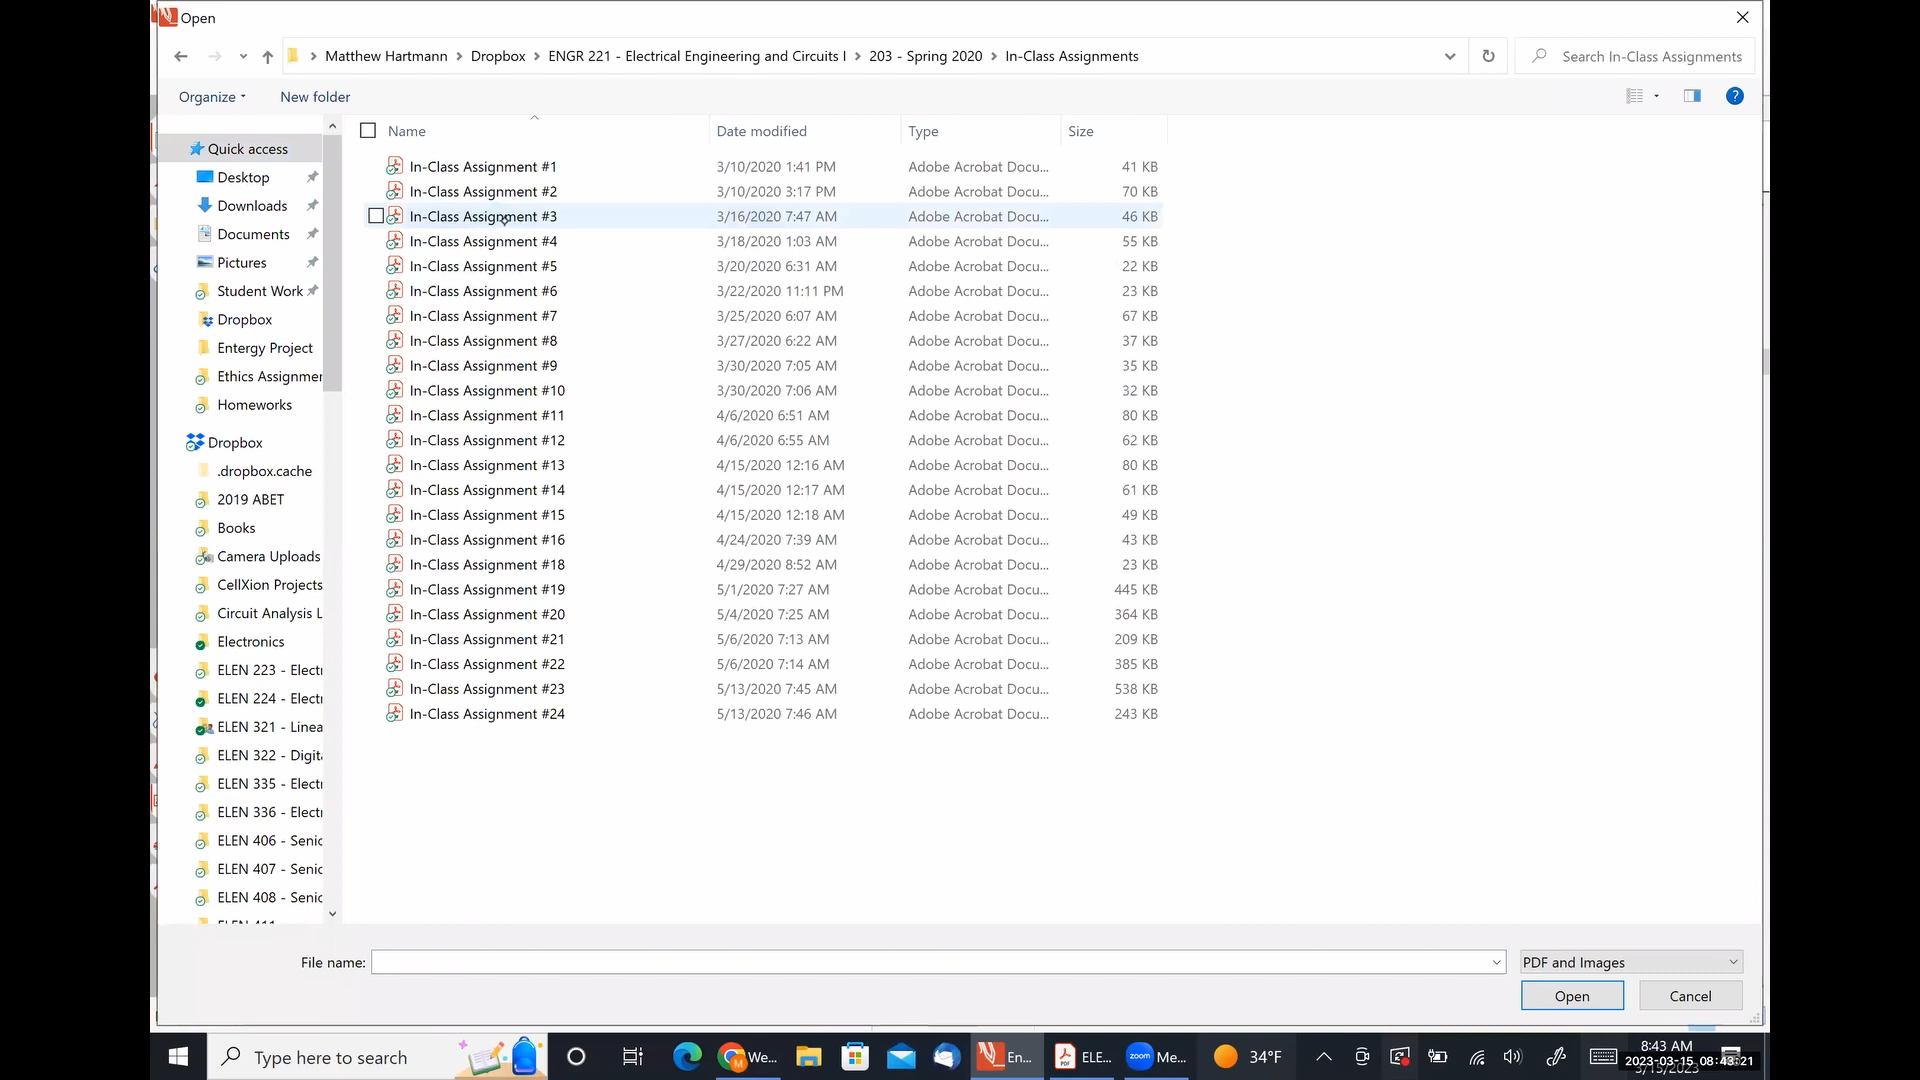 Open
Matthew Hartmann > Dropbox > ENGR 221 - Electrical Engineering and Circuits I > 203 - Spring 2020 > In-Class Assignments
Search In-Class Assignments
Organize
New folder
Quick access
Desktop
Downloads
Documents
Pictures
Student Work
Dropbox
Entergy Project
Ethics Assignmer
Homeworks
Dropbox
.dropbox.cache
2019 ABET
Books
Camera Uploads
CellXion Projects
Circuit Analysis L
Electronics
ELEN 223 - Electr
ELEN 224 - Electr
ELEN 321 - Linea
ELEN 322 - Digita
ELEN 335 - Electr
ELEN 336 - Electr
ELEN 406 - Senic
ELEN 407 - Senic
ELEN 408 - Senic
Name Date modified Type Size
In-Class Assignment #1 3/10/2020 1:41 PM Adobe Acrobat Docu... 41 KB
In-Class Assignment #2 3/10/2020 3:17 PM Adobe Acrobat Docu... 70 KB
In-Class Assignment #3 3/16/2020 7:47 AM Adobe Acrobat Docu... 46 KB
In-Class Assignment #4 3/18/2020 1:03 AM Adobe Acrobat Docu... 55 KB
In-Class Assignment #5 3/20/2020 6:31 AM Adobe Acrobat Docu... 22 KB
In-Class Assignment #6 3/22/2020 11:11 PM Adobe Acrobat Docu... 23 KB
In-Class Assignment #7 3/25/2020 6:07 AM Adobe Acrobat Docu... 67 KB
In-Class Assignment #8 3/27/2020 6:22 AM Adobe Acrobat Docu... 37 KB
In-Class Assignment #9 3/30/2020 7:05 AM Adobe Acrobat Docu... 35 KB
In-Class Assignment #10 3/30/2020 7:06 AM Adobe Acrobat Docu... 32 KB
In-Class Assignment #11 4/6/2020 6:51 AM Adobe Acrobat Docu... 80 KB
In-Class Assignment #12 4/6/2020 6:55 AM Adobe Acrobat Docu... 62 KB
In-Class Assignment #13 4/15/2020 12:16 AM Adobe Acrobat Docu... 80 KB
In-Class Assignment #14 4/15/2020 12:17 AM Adobe Acrobat Docu... 61 KB
In-Class Assignment #15 4/15/2020 12:18 AM Adobe Acrobat Docu... 49 KB
In-Class Assignment #16 4/24/2020 7:39 AM Adobe Acrobat Docu... 43 KB
In-Class Assignment #18 4/29/2020 8:52 AM Adobe Acrobat Docu... 23 KB
In-Class Assignment #19 5/1/2020 7:27 AM Adobe Acrobat Docu... 445 KB
In-Class Assignment #20 5/4/2020 7:25 AM Adobe Acrobat Docu... 364 KB
In-Class Assignment #21 5/6/2020 7:13 AM Adobe Acrobat Docu... 209 KB
In-Class Assignment #22 5/6/2020 7:14 AM Adobe Acrobat Docu... 385 KB
In-Class Assignment #23 5/13/2020 7:45 AM Adobe Acrobat Docu... 538 KB
In-Class Assignment #24 5/13/2020 7:46 AM Adobe Acrobat Docu... 243 KB
File name:
PDF and Images
Open
Cancel
Type here to search
We...
En...
ELE...
zoom
Me...
34°F
8:43 AM
2023-03-15 08:43:21